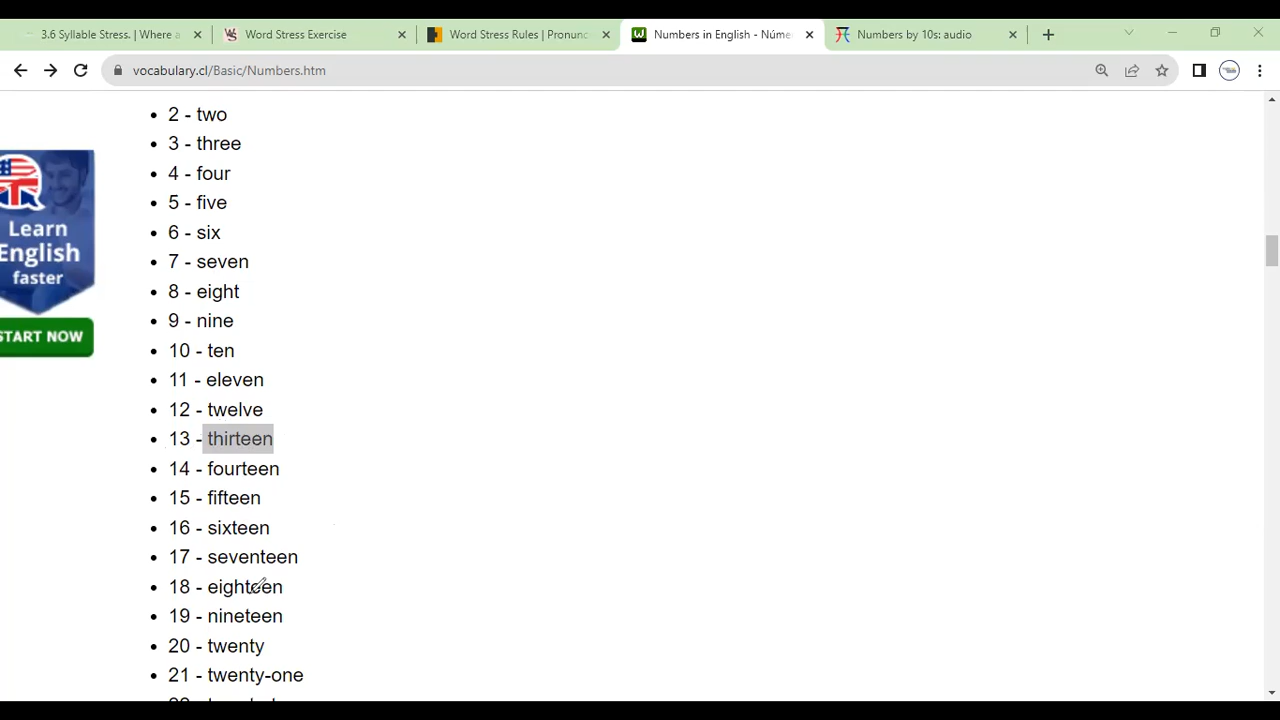 3.6 Syllable Stress. | Where a
Word Stress Exercise
Word Stress Rules | Pronunc
Numbers in English - Núme
Numbers by 10s: audio
vocabulary.cl/Basic/Numbers.htm
Learn
English
faster
START NOW
2 - two
3 - three
4 - four
5 - five
6 - six
7 - seven
8 - eight
9 - nine
10 - ten
11 - eleven
12 - twelve
13 - thirteen
14 - fourteen
15 - fifteen
16 - sixteen
17 - seventeen
18 - eighteen
19 - nineteen
20 - twenty
21 - twenty-one